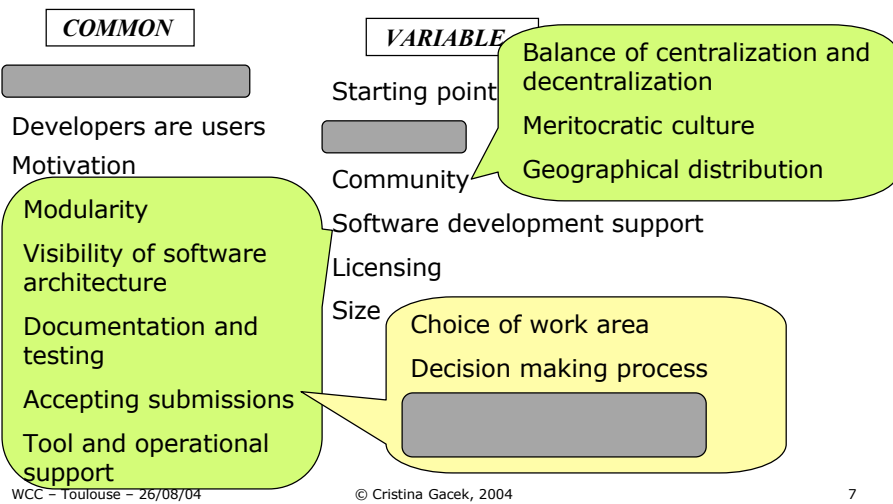 COMMON
VARIABLE
Developers are users
Motivation
Modularity
Visibility of software
architecture
Documentation and
testing
Accepting submissions
Tool and operational
support
Starting point
Community
Software development support
Licensing
Size
Balance of centralization and
decentralization
Meritocratic culture
Geographical distribution
Choice of work area
Decision making process
WCC – Toulouse – 26/08/04
© Cristina Gacek, 2004
7